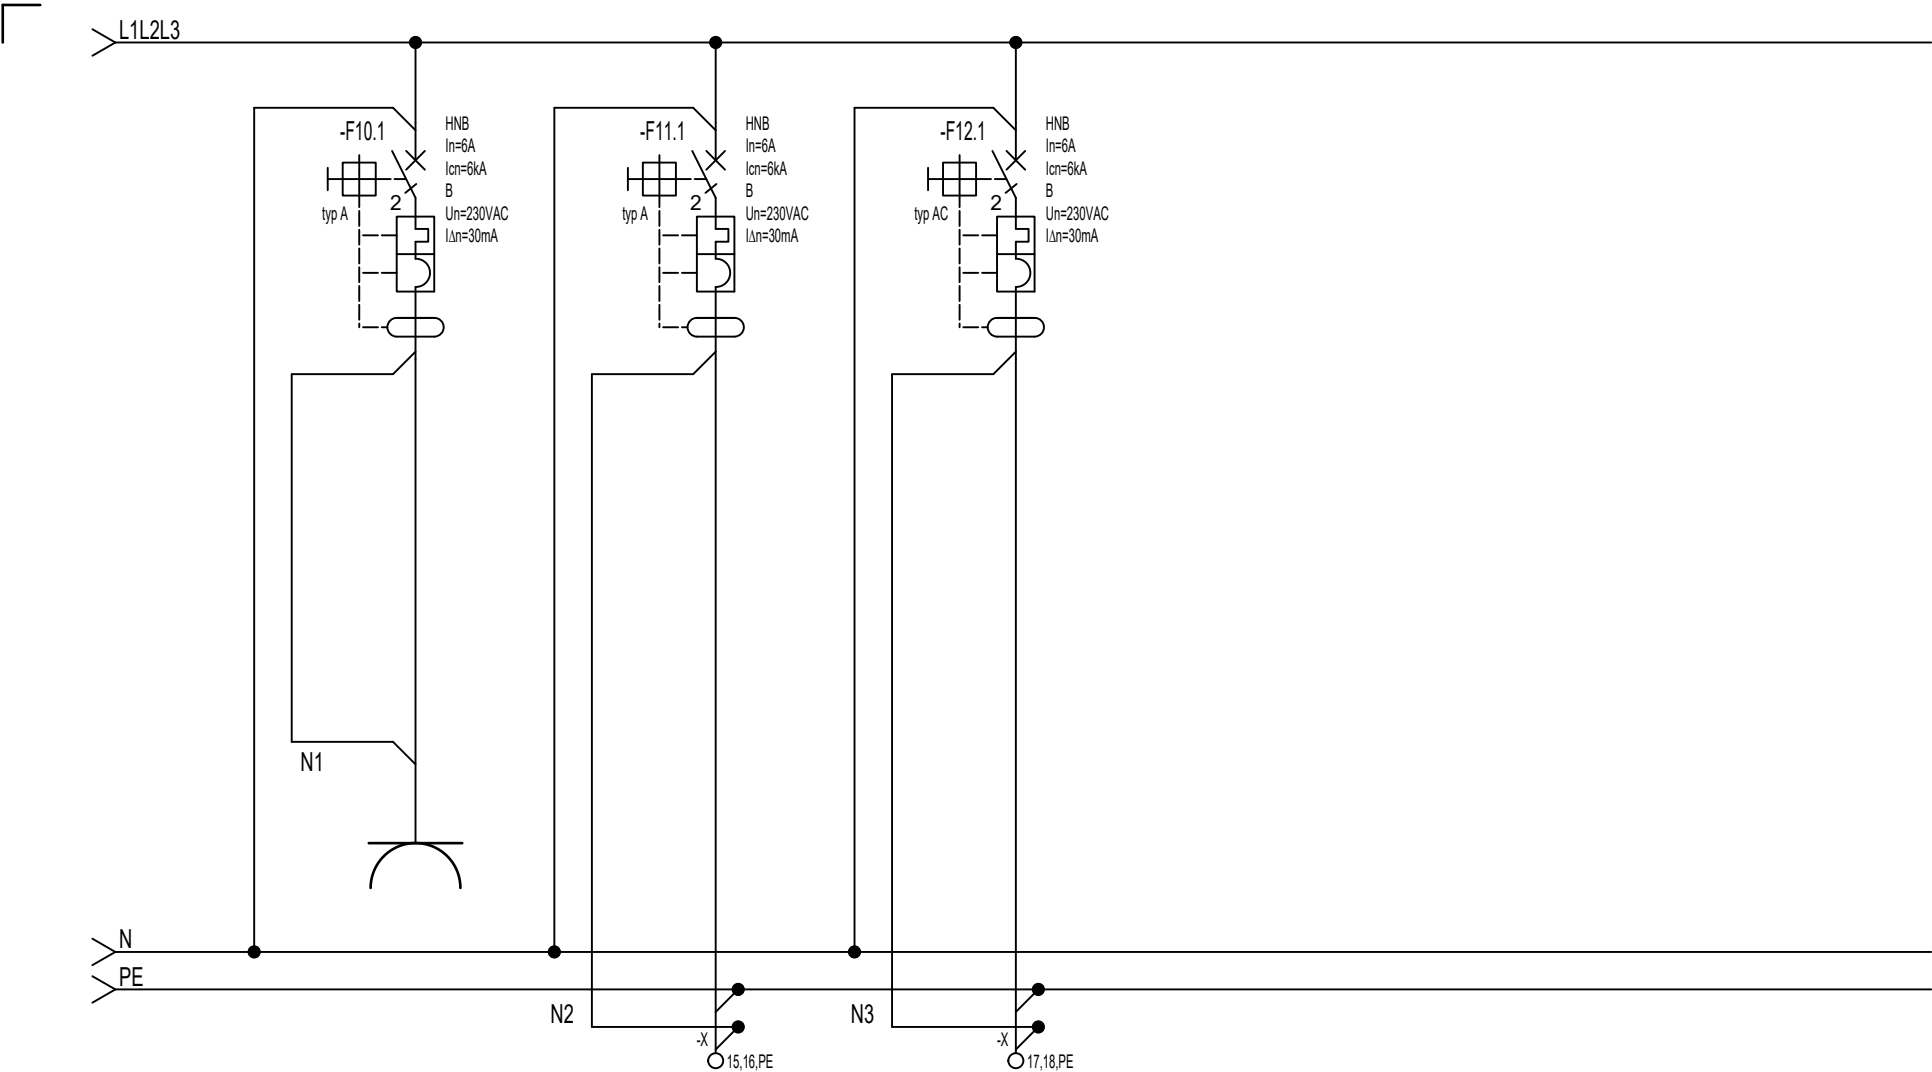 L1L2L3
-F10.1
HNB
In=6A
Icn=6kA
B
Un=230VAC
IΔn=30mA
typ A
2
-F11.1
HNB
In=6A
Icn=6kA
B
Un=230VAC
IΔn=30mA
typ A
2
-F12.1
HNB
In=6A
Icn=6kA
B
Un=230VAC
IΔn=30mA
typ AC
2
N1
N
PE
N2
-X
15,16,PE
N3
-X
17,18,PE